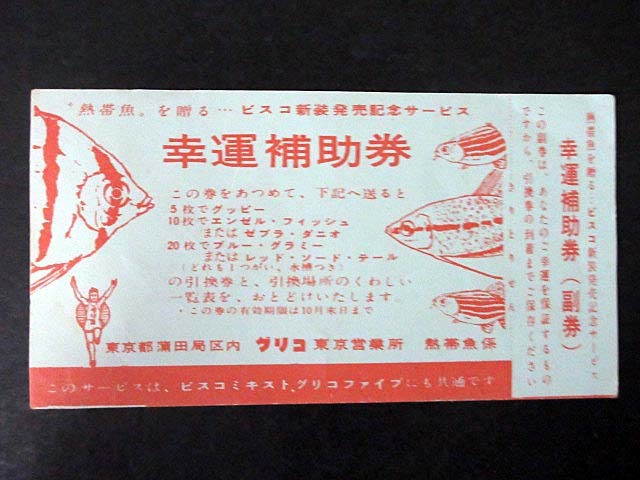 "熱帯魚"を贈る…ビスコ新装発売記念サービス
幸運補助券
この巻をあつめて、下記へ送ると
5枚でグッピー
10枚でエンゼル・フィッシュ
またはゼブラ・ダニオ
20枚でブルー・グラミー
またはレッド・ソード・テール
(どれも1つがい、水槽つき)
の引換券と、引換場所のくわしい
一覧表を、おとどけいたします
・この券の有効期間は10月末日まで
東京都蒲田局区内 グリコ 東京営業所 熱帯魚係
このサービスは、ビスコミキスト、グリコファイブにも共通です
きりとりせん
熱帯魚を贈る…ビスコ新装発売記念サービス
幸運補助券(副券)
この副巻は、あなたのご幸運を保証するもの
ですから、引換券の到着までご保存ください